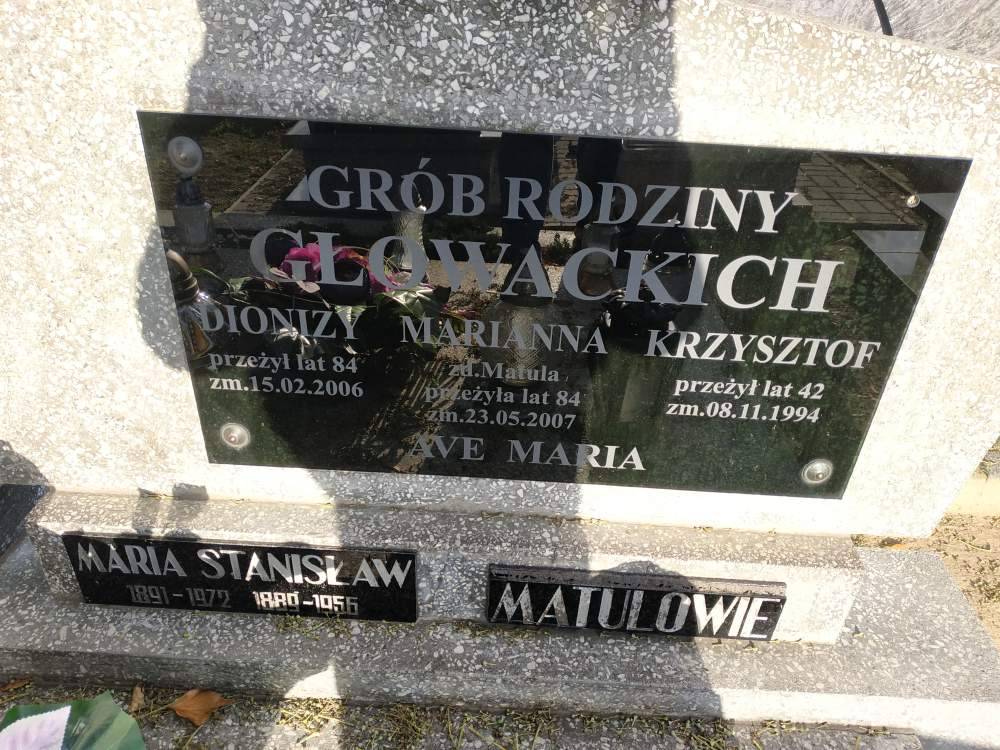 GRÓB RODZINY
GŁOWACKICH
DIONIZY MARIANNA KRZYSZTOF
przeżył lat 84
zm.15.02.2006
zd.Matula
przeżyła lat 84
zm.23.05.2007
przeżył lat 42
zm.08.11.1994
AVE MARIA
MARIA STANISŁAW
1891-1972 1889-1956
MATULOWIE